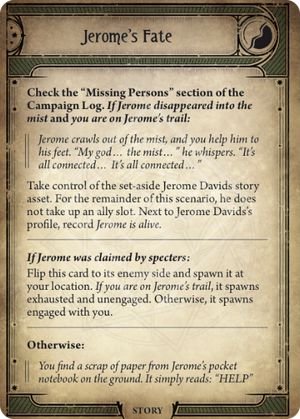 Jerome's Fate
Check the “Missing Persons” section of the
Campaign Log. If Jerome disappeared into the
mist and you are on Jerome's trail:
Jerome crawls out of the mist, and you help him to
his feet. “My god… the mist…” he whispers. “It's
all connected… It's all connected…”
Take control of the set-aside Jerome Davids story
asset. For the remainder of this scenario, he does
not take up an ally slot. Next to Jerome Davids's
profile, record Jerome is alive.
If Jerome was claimed by specters:
Flip this card to its enemy side and spawn it at
your location. If you are on Jerome's trail, it spawns
exhausted and unengaged. Otherwise, it spawns
engaged with you.
Otherwise:
You find a scrap of paper from Jerome's pocket
notebook on the ground. It simply reads: “HELP”
STORY